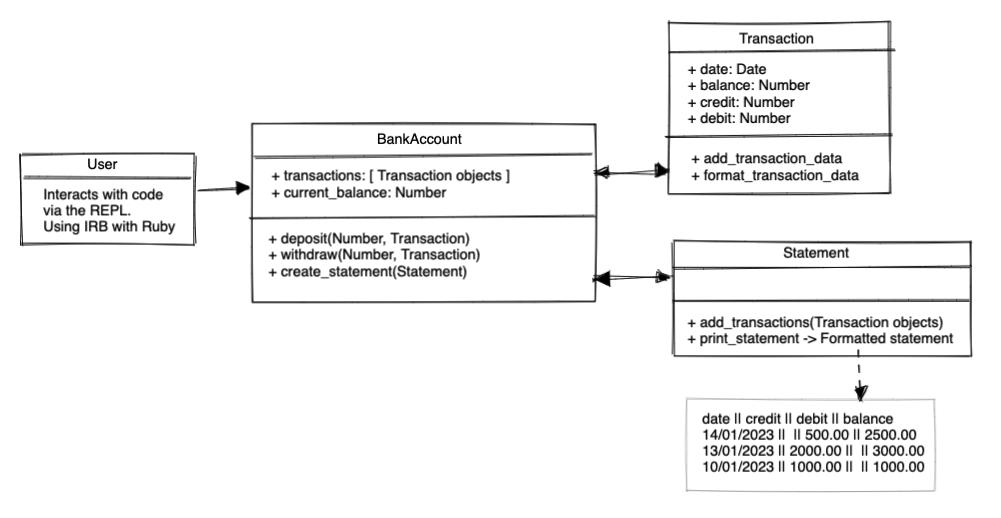 User
Interacts with code
via the REPL.
Using IRB with Ruby
BankAccount
+ transactions: [ Transaction objects ]
+ current_balance: Number
+ deposit(Number, Transaction)
+ withdraw(Number, Transaction)
+ create_statement(Statement)
Transaction
+ date: Date
+ balance: Number
+ credit: Number
+ debit: Number
+ add_transaction_data
+ format_transaction_data
Statement
+ add_transactions(Transaction objects)
+ print_statement -> Formatted statement
date || credit || debit || balance
14/01/2023 || || 500.00 || 2500.00
13/01/2023 || 2000.00 || || 3000.00
10/01/2023 || 1000.00 || || 1000.00